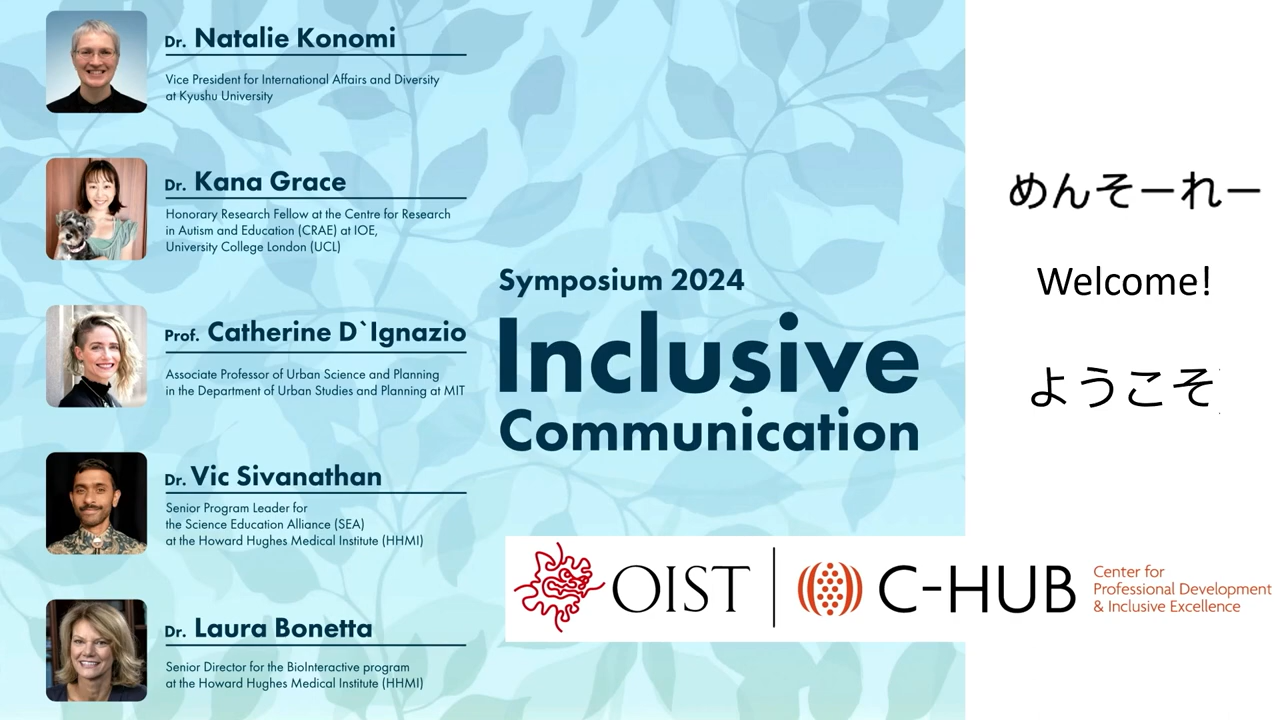 Dr. Natalie Konomi
Vice President for International Affairs and Diversity
at Kyushu University
Dr. Kana Grace
Honorary Research Fellow at the Centre for Research
in Autism and Education (CRAE) at IOE,
University College London (UCL)
Prof. Catherine D`Ignazio
Associate Professor of Urban Science and Planning
in the Department of Urban Studies and Planning at MIT
Dr. Vic Sivanathan
Senior Program Leader for
the Science Education Alliance (SEA)
at the Howard Hughes Medical Institute (HHMI)
Dr. Laura Bonetta
Senior Director for the BioInteractive program
at the Howard Hughes Medical Institute (HHMI)
Symposium 2024
Inclusive
Communication
OIST
C-HUB
Center for
Professional Development
& Inclusive Excellence
めんそーれー
Welcome!
ようこそ